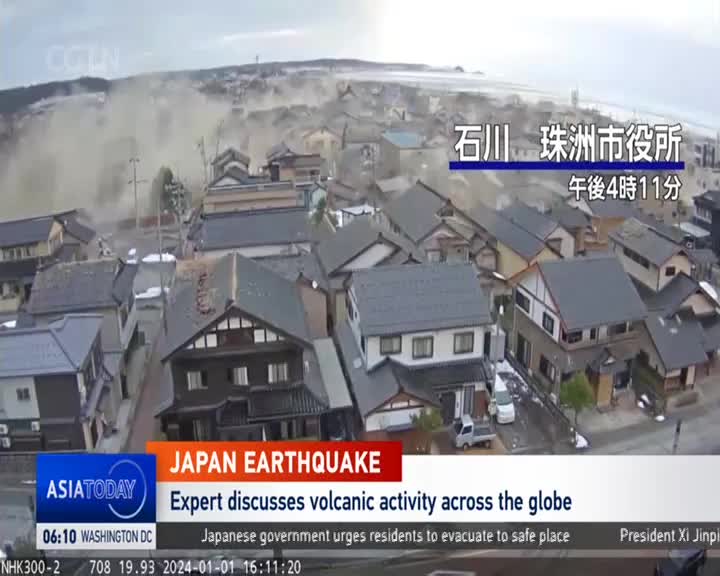 CGTN
石川 珠洲市役所
午後4時11分
JAPAN EARTHQUAKE
ASIA TODAY
Expert discusses volcanic activity across the globe
06:10 WASHINGTON DC
Japanese government urges residents to evacuate to safe place President Xi Jinpi
NHK300-2 708 19.93 2024-01-01 16:11:20